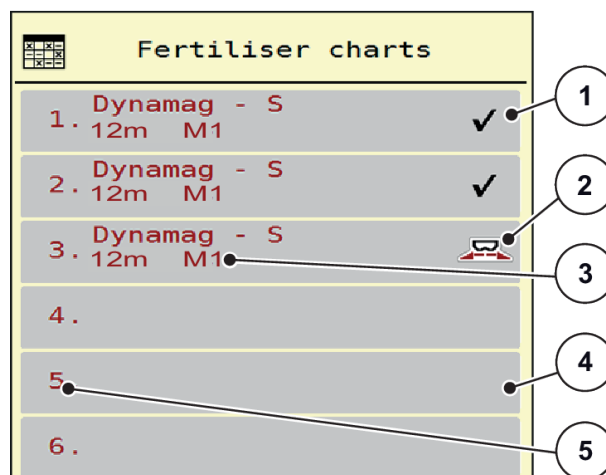 Fertiliser charts
1. Dynamag - S
12m M1
2. Dynamag - S
12m M1
3. Dynamag - S
12m M1
4.
5
6.
1
2
3
4
5